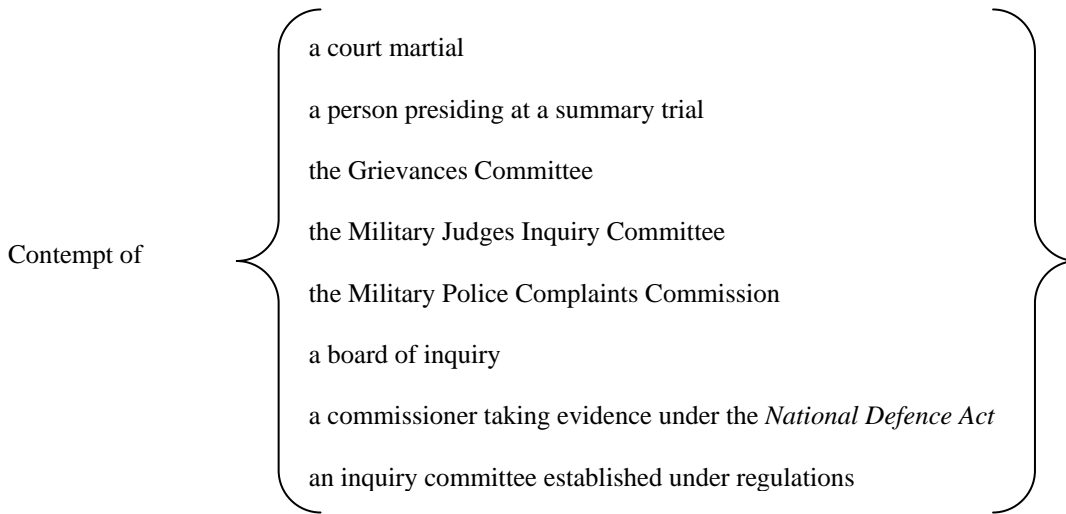 a court martial
a person presiding at a summary trial
the Grievances Committee
the Military Judges Inquiry Committee
Contempt of
the Military Police Complaints Commission
a board of inquiry
a commissioner taking evidence under the National Defence Act
an inquiry committee established under regulations